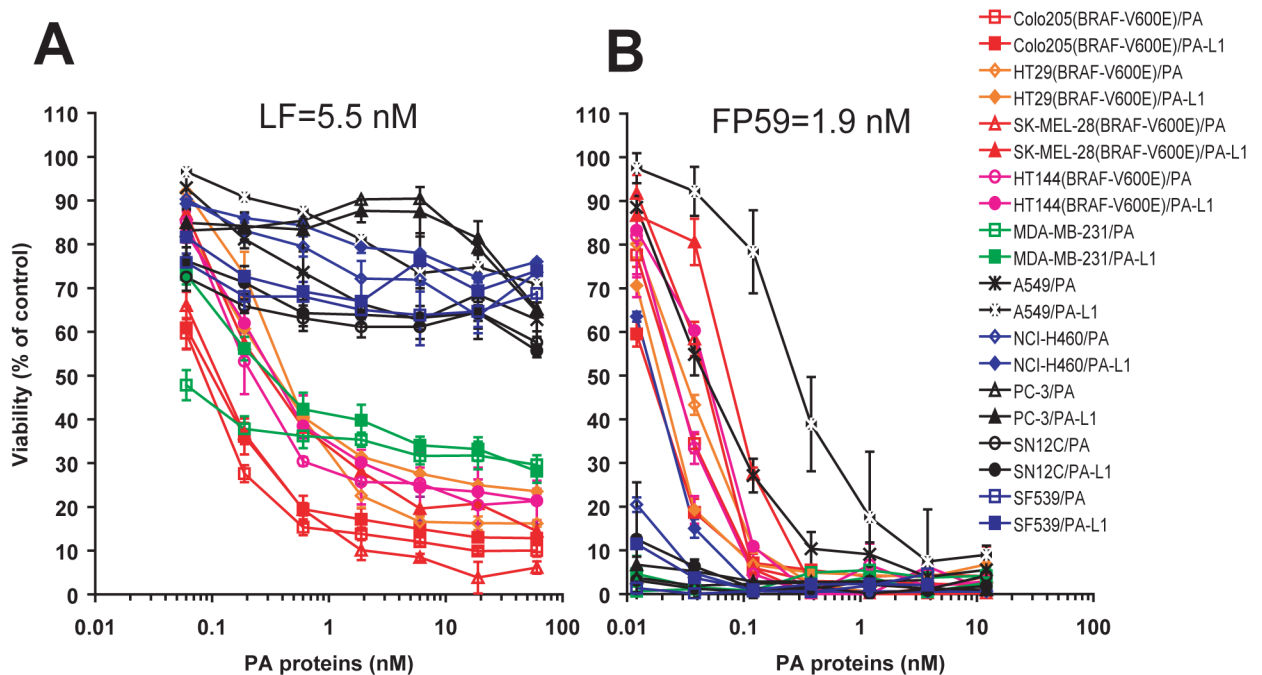 A
B
LF=5.5 nM
FP59=1.9 nM
Viability (% of control)
110
100
90
80
70
60
50
40
30
20
10
0
0.01
0.1
1
10
100
PA proteins (nM)
110
100
90
80
70
60
50
40
30
20
10
0
0.01
0.1
1
10
100
PA proteins (nM)
Colo205(BRAF-V600E)/PA
Colo205(BRAF-V600E)/PA-L1
HT29(BRAF-V600E)/PA
HT29(BRAF-V600E)/PA-L1
SK-MEL-28(BRAF-V600E)/PA
SK-MEL-28(BRAF-V600E)/PA-L1
HT144(BRAF-V600E)/PA
HT144(BRAF-V600E)/PA-L1
MDA-MB-231/PA
MDA-MB-231/PA-L1
A549/PA
A549/PA-L1
NCI-H460/PA
NCI-H460/PA-L1
PC-3/PA
PC-3/PA-L1
SN12C/PA
SN12C/PA-L1
SF539/PA
SF539/PA-L1